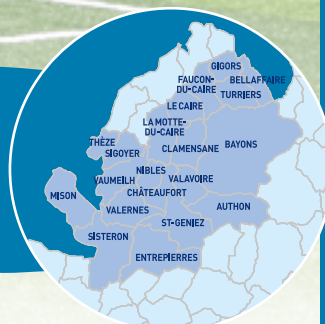 GIGORS
FAUCON-
DU-CAIRE
BELLAFFAIRE
TURRIERS
LE CAIRE
LA MOTTE-
DU-CAIRE
THÈZE
SIGOYER
CLAMENSANE
BAYONS
NIBLES
VAUMEILH
VALAVOIRE
MISON
CHÂTEAUFORT
VALERNES
AUTHON
ST-GENIEZ
SISTERON
ENTREPIERRES